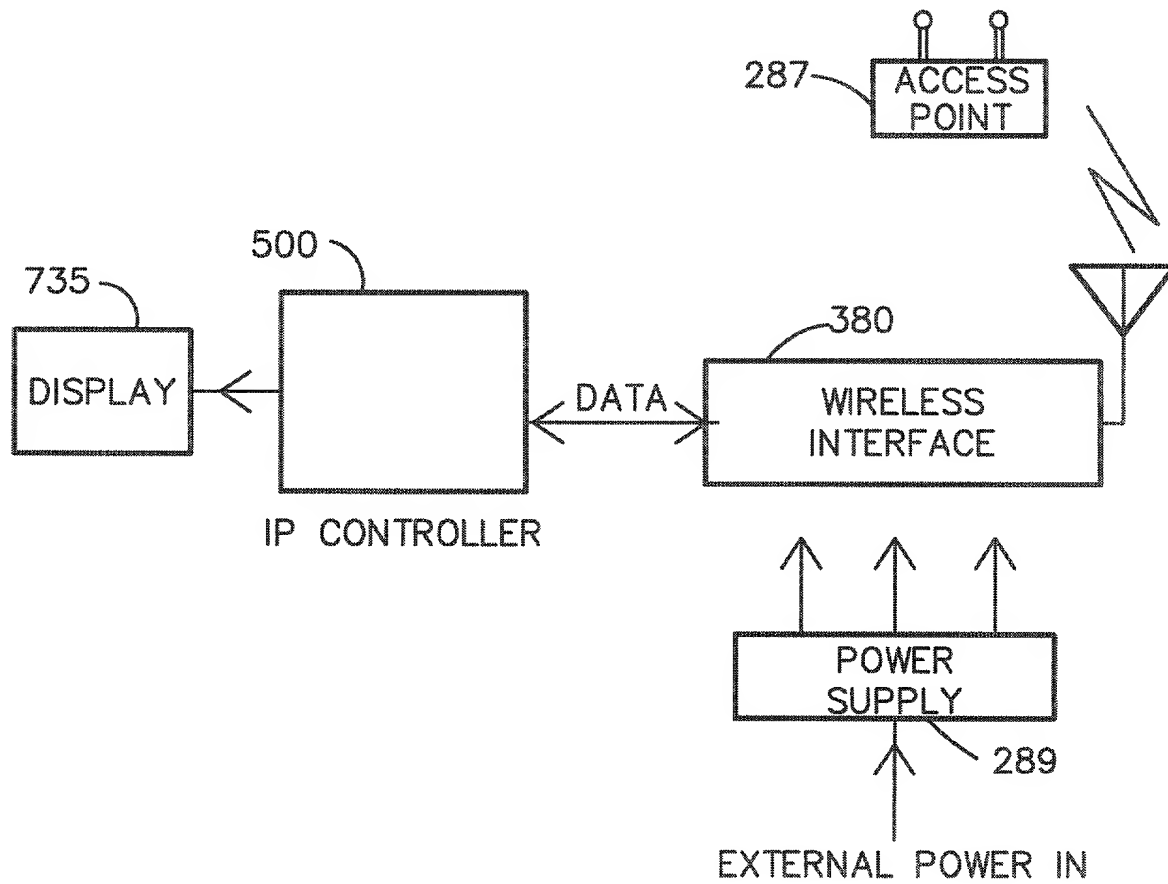 287
ACCESS
POINT
500
735
380
DISPLAY
DATA
WIRELESS
INTERFACE
IP CONTROLLER
POWER
SUPPLY
289
EXTERNAL POWER IN